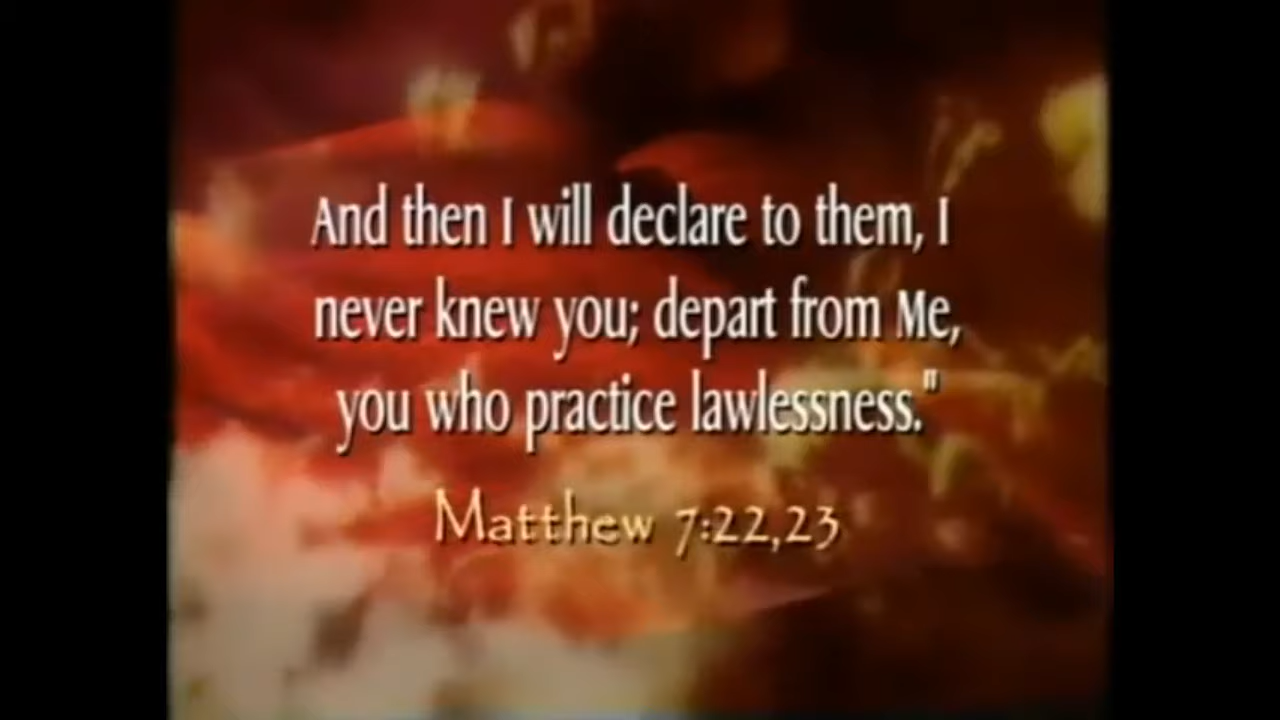 And then I will declare to them, I
never knew you; depart from Me,
you who practice lawlessness."
Matthew 7:22,23